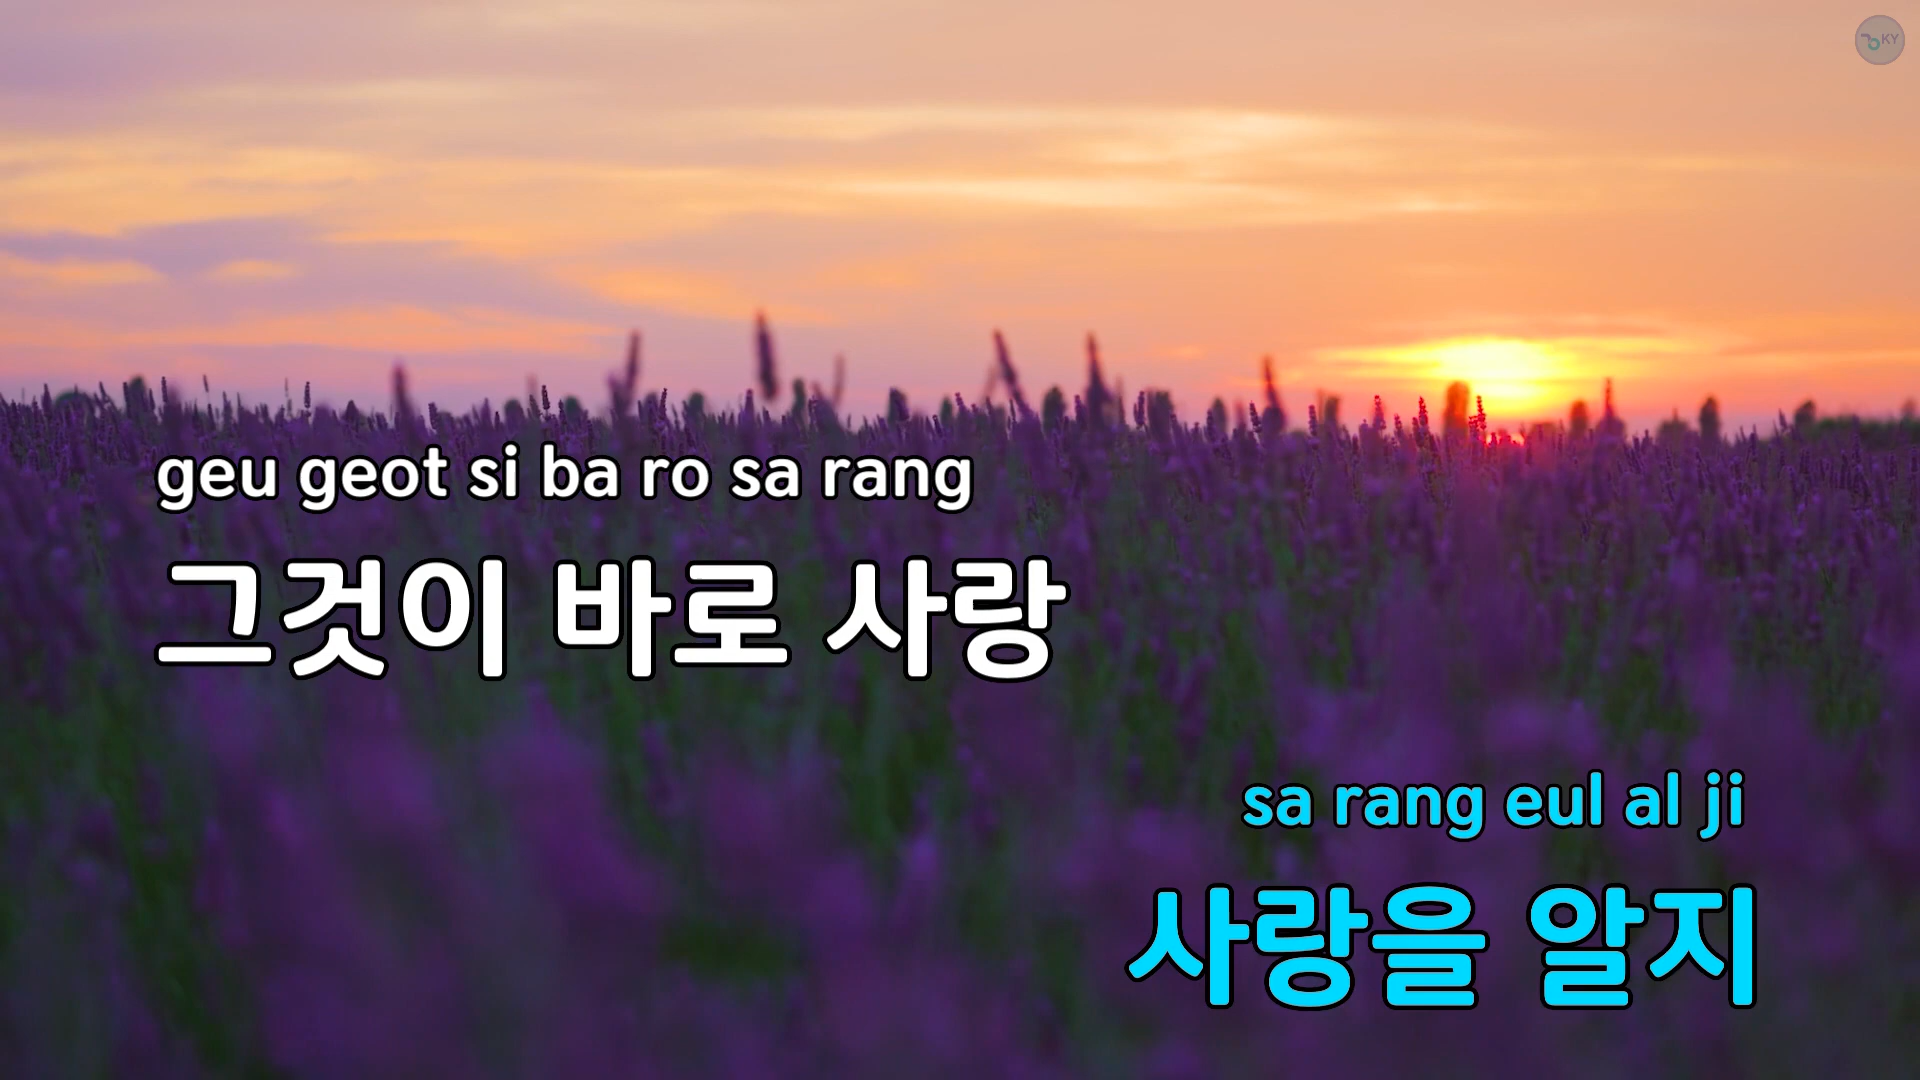 KY
geu geot si ba ro sa rang
그것이 바로 사랑
sa rang eul al ji
사랑을 알지